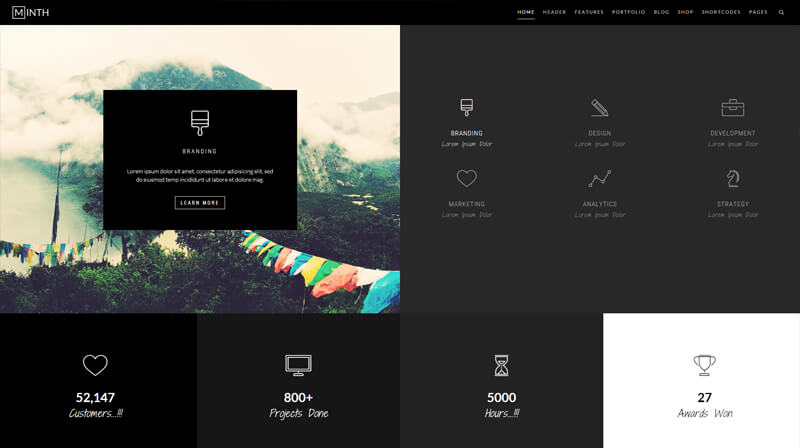 MINTH
HOME HEADER FEATURES PORTFOLIO BLOG SHOP SHORTCODES PAGES
BRANDING
Lorem ipsum dolor sit amet, consectetur adipisicing elit, sed
do eiusmod temp incididunt ut labore et dolore mag.
LEARN MORE
BRANDING DESIGN DEVELOPMENT
Lorem Ipsum Dolor Lorem Ipsum Dolor Lorem Ipsum Dolor
MARKETING ANALYTICS STRATEGY
Lorem Ipsum Dolor Lorem Ipsum Dolor Lorem Ipsum Dolor
52,147 800+ 5000 27
Customers...!!! Projects Done Hours...!!! Awards Won